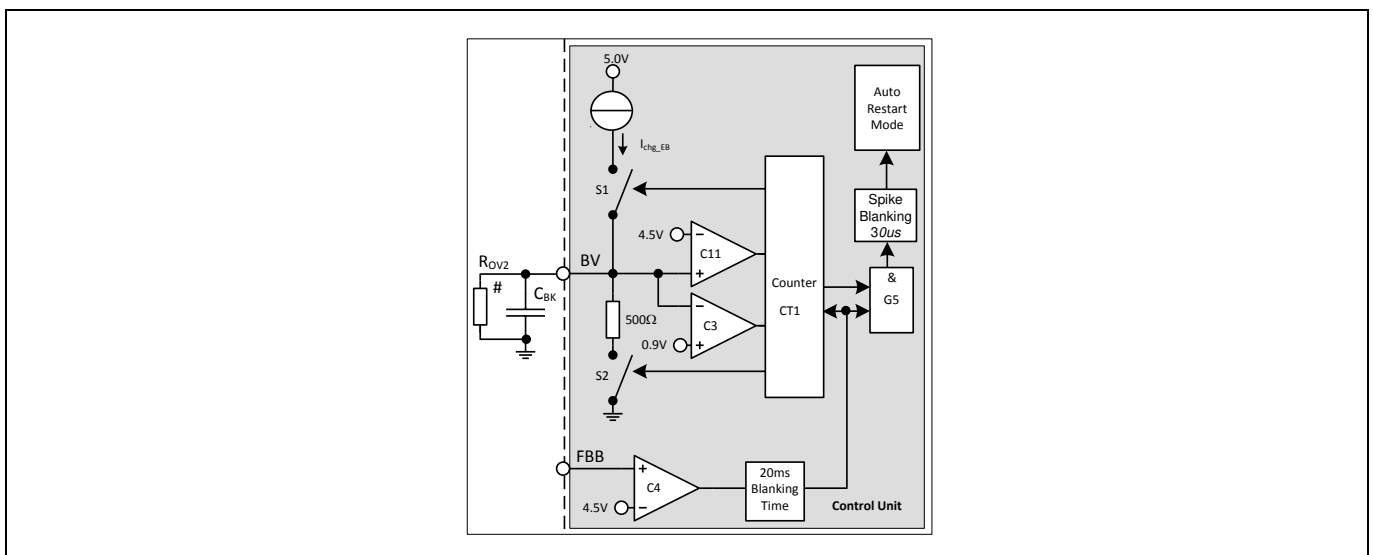 5.0V
Auto
Restart
Mode
Ichg_EB
S1
Spike
Blanking
30us
4.5V
C11
ROV2
#
CBK
BV
Counter
CT1
&
G5
500Ω
C3
0.9V
S2
FBB
C4
4.5V
20ms
Blanking
Time
Control Unit